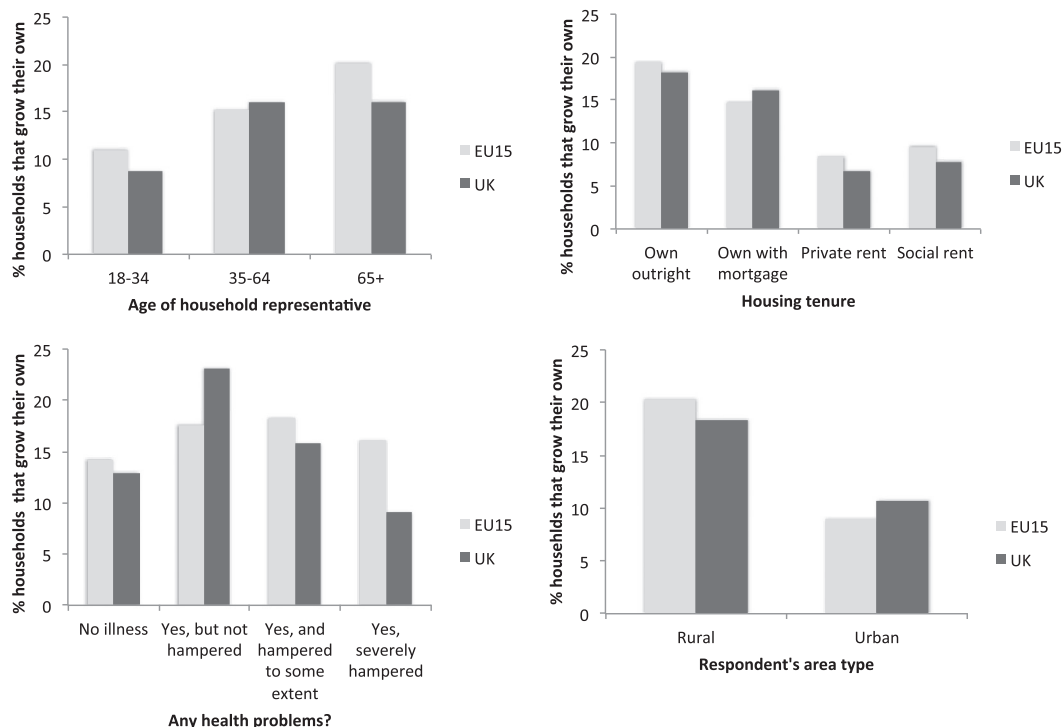 % households that grow their own
25
20
15
10
5
0
18-34
35-64
65+
Age of household representative
EU15
UK
% households that grow their own
25
20
15
10
5
0
Own outright
Own with mortgage
Private rent
Social rent
Housing tenure
EU15
UK
% households that grow their own
25
20
15
10
5
0
No illness
Yes, but not hampered
Yes, and hampered to some extent
Yes, severely hampered
Any health problems?
EU15
UK
% househlds that grow their own
25
20
15
10
5
0
Rural
Urban
Respondent's area type
EU15
UK